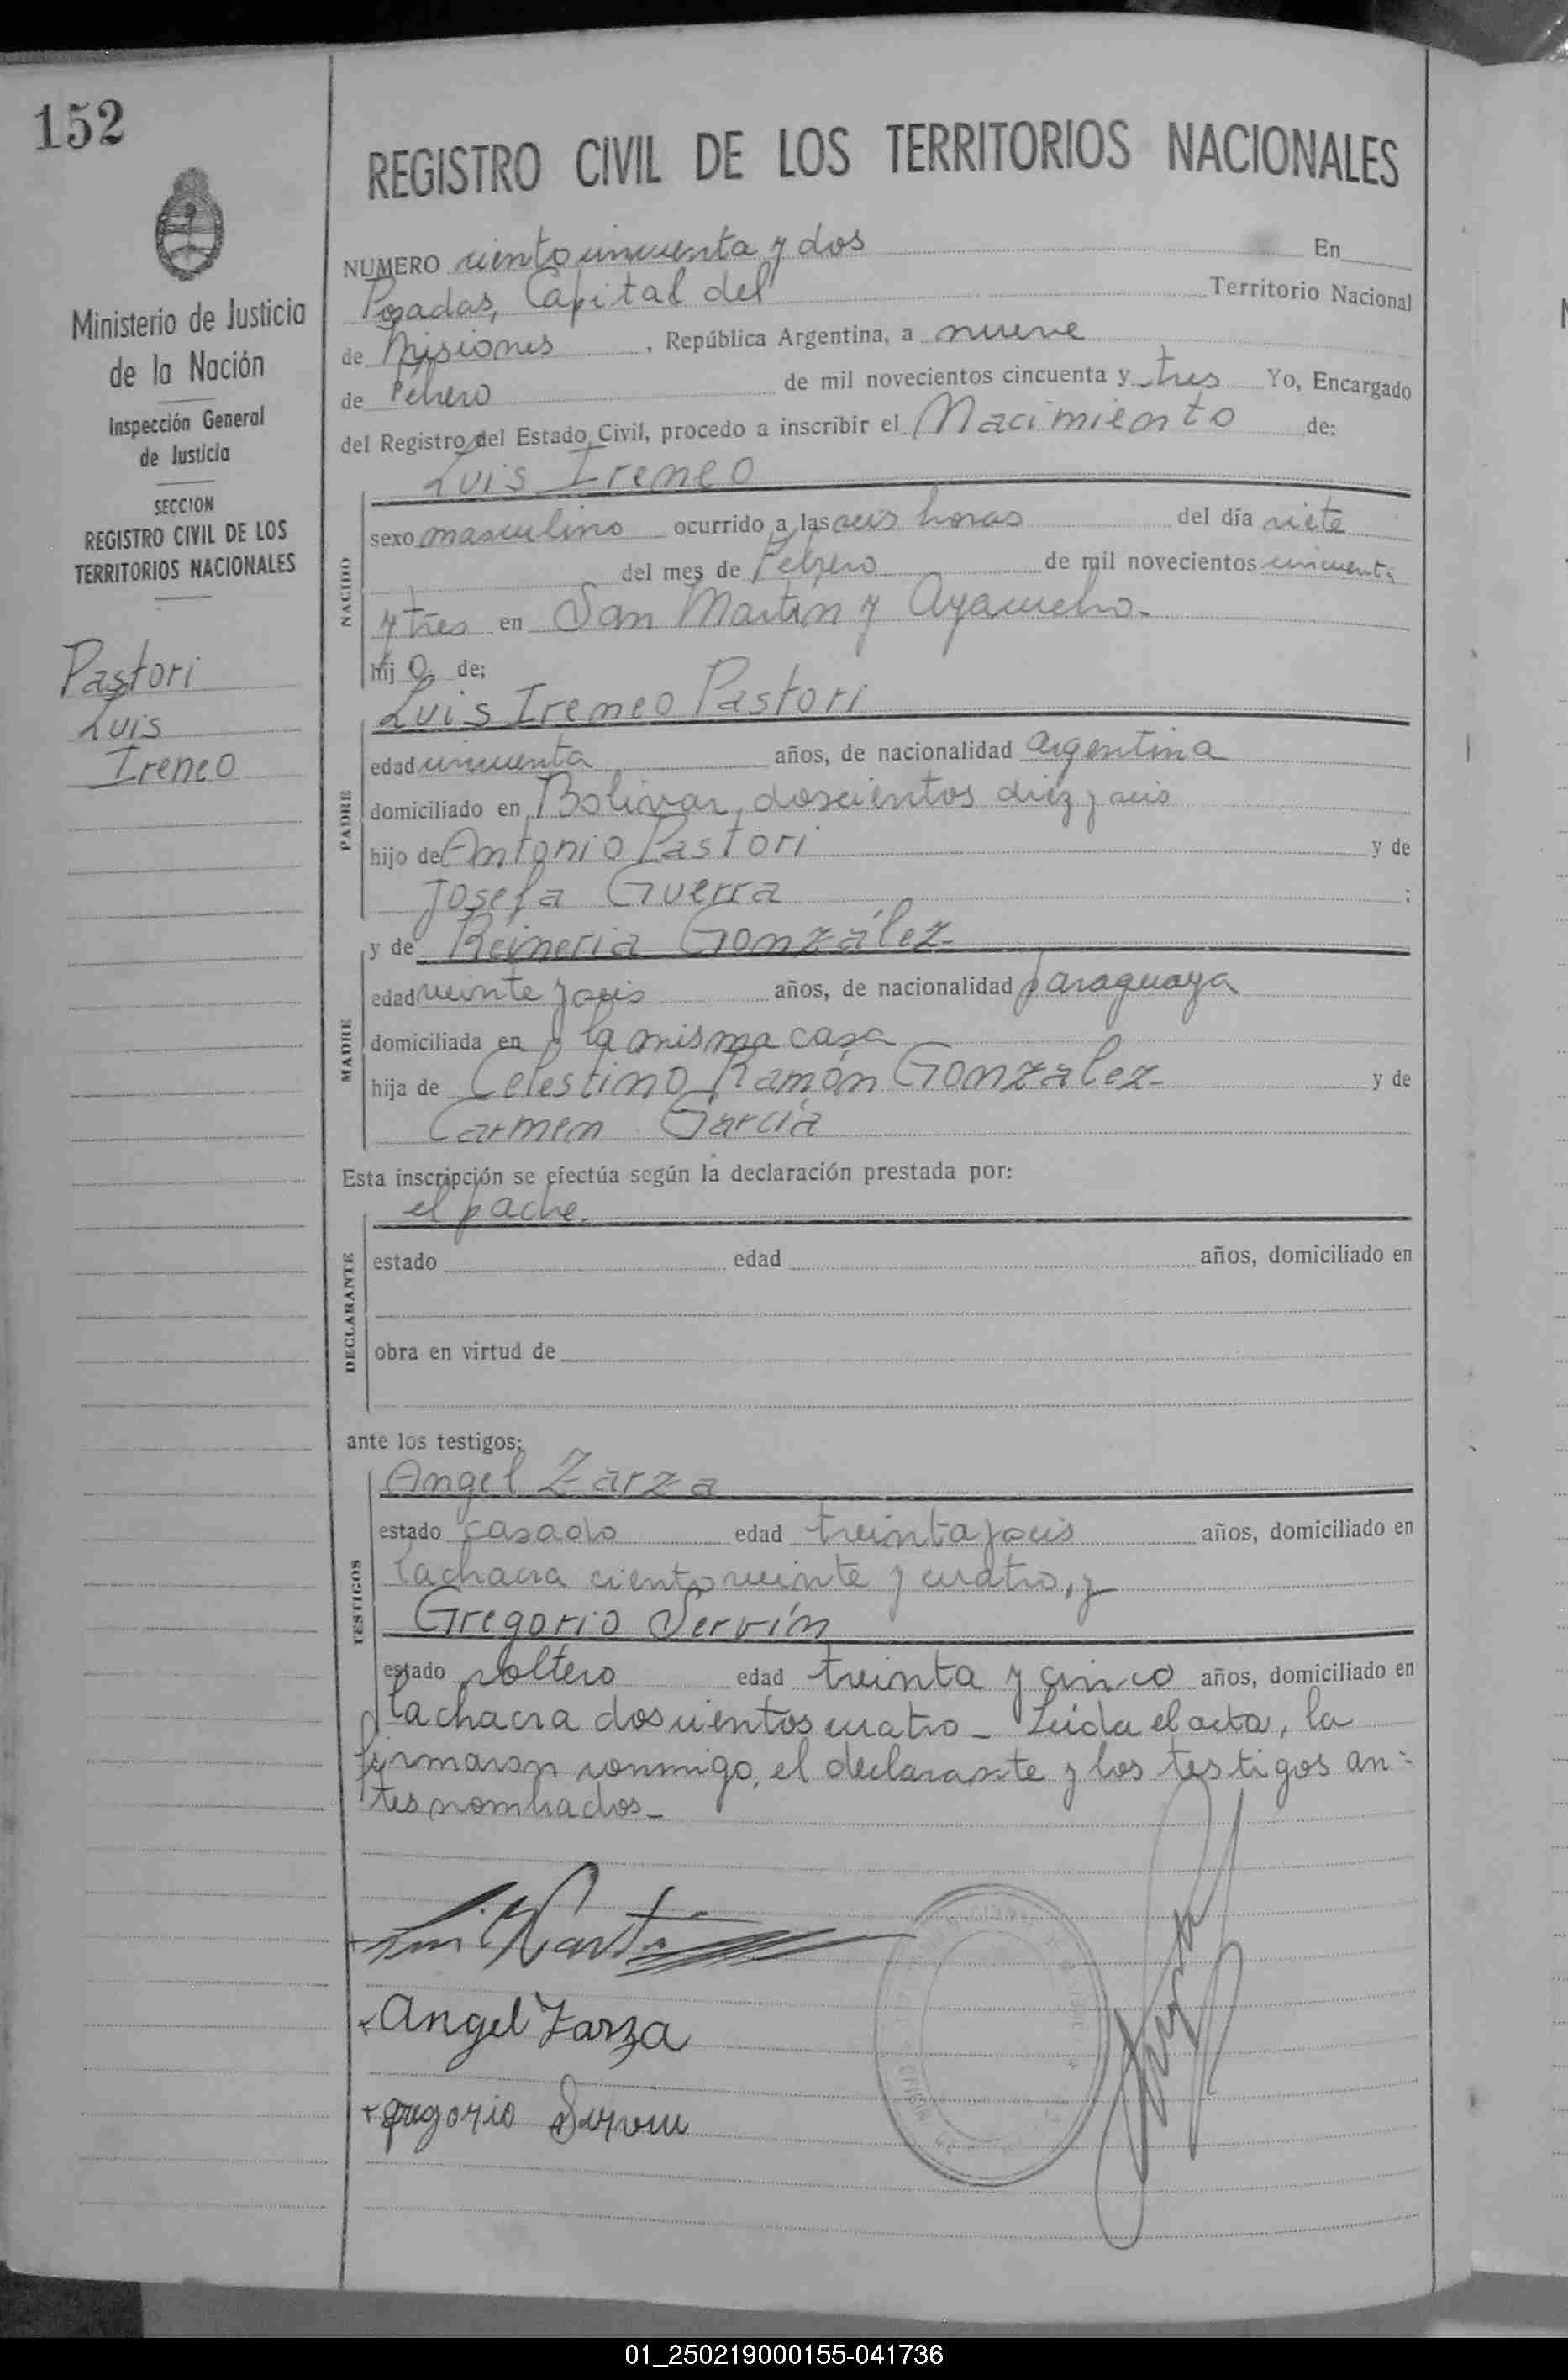 152
REGISTRO CIVIL DE LOS TERRITORIOS NACIONALES
Ministerio de Justicia
de la Nación
Inspección General
de Justicia
SECCION
REGISTRO CIVIL DE LOS
TERRITORIOS NACIONALES
Pastori
Luis
Ireneo
NUMERO ciento cincuenta y dos En
Posadas, Capital del Territorio Nacional
de Misiones, República Argentina, a nueve
de Febrero de mil novecientos cincuenta y tres Yo, Encargado
del Registro del Estado Civil, procedo a inscribir el Nacimiento de:
Luis Ireneo
NACIDO
sexo masculino ocurrido a las seis horas del día siete
del mes de Febrero de mil novecientos cincuenta
y tres en San Martín y Ayacucho-
hijo de;
Luis Ireneo Pastori
PADRE
edad cincuenta años, de nacionalidad argentina
domiciliado en Bolivar, doscientos diez y seis
hijo de Antonio Pastori y de
Josefa Guerra ;
y de Reineria González-
MADRE
edad veinte y seis años, de nacionalidad paraguaya
domiciliada en la misma casa
hija de Celestino Ramón González- y de
Carmen García
Esta inscripción se efectúa según la declaración prestada por:
el padre.
DECLARANTE
estado edad años, domiciliado en
obra en virtud de
ante los testigos:
Angel Zarza
TESTIGOS
estado casado edad treinta y seis años, domiciliado en
la chacra ciento veinte y cuatro, y
Gregorio Servín
estado soltero edad treinta y cinco años, domiciliado en
la chacra doscientos cuatro- Leída el acta, la
firmaron conmigo, el declarante y los testigos an=
tes nombrados-
Angel Zarza
gregorio Servin
01_250219000155-041736